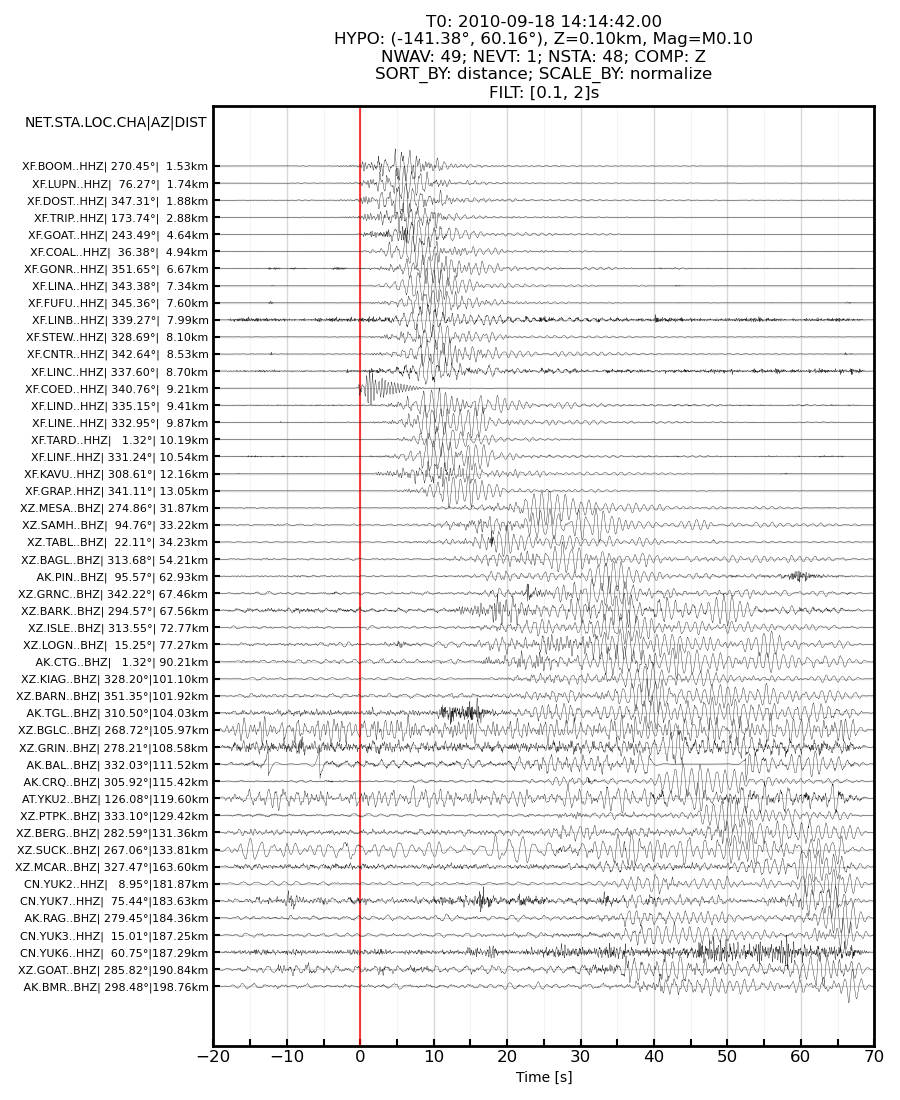 T0: 2010-09-18 14:14:42.00
HYPO: (-141.38°, 60.16°), Z=0.10km, Mag=M0.10
NWAV: 49; NEVT: 1; NSTA: 48; COMP: Z
SORT_BY: distance; SCALE_BY: normalize
FILT: [0.1, 2]s
NET.STA.LOC.CHA|AZ|DIST
XF.BOOM..HHZ| 270.45°| 1.53km
XF.LUPN..HHZ| 76.27°| 1.74km
XF.DOST..HHZ| 347.31°| 1.88km
XF.TRIP..HHZ| 173.74°| 2.88km
XF.GOAT..HHZ| 243.49°| 4.64km
XF.COAL..HHZ| 36.38°| 4.94km
XF.GONR..HHZ| 351.65°| 6.67km
XF.LINA..HHZ| 343.38°| 7.34km
XF.FUFU..HHZ| 345.36°| 7.60km
XF.LINB..HHZ| 339.27°| 7.99km
XF.STEW..HHZ| 328.69°| 8.10km
XF.CNTR..HHZ| 342.64°| 8.53km
XF.LINC..HHZ| 337.60°| 8.70km
XF.COED..HHZ| 340.76°| 9.21km
XF.LIND..HHZ| 335.15°| 9.41km
XF.LINE..HHZ| 332.95°| 9.87km
XF.TARD..HHZ| 1.32°| 10.19km
XF.LINF..HHZ| 331.24°| 10.54km
XF.KAVU..HHZ| 308.61°| 12.16km
XF.GRAP..HHZ| 341.11°| 13.05km
XZ.MESA..BHZ| 274.86°| 31.87km
XZ.SAMH..BHZ| 94.76°| 33.22km
XZ.TABL..BHZ| 22.11°| 34.23km
XZ.BAGL..BHZ| 313.68°| 54.21km
AK.PIN..BHZ| 95.57°| 62.93km
XZ.GRNC..BHZ| 342.22°| 67.46km
XZ.BARK..BHZ| 294.57°| 67.56km
XZ.ISLE..BHZ| 313.55°| 72.77km
XZ.LOGN..BHZ| 15.25°| 77.27km
AK.CTG..BHZ| 1.32°| 90.21km
XZ.KIAG..BHZ| 328.20°|101.10km
XZ.BARN..BHZ| 351.35°|101.92km
AK.TGL..BHZ| 310.50°|104.03km
XZ.BGLC..BHZ| 268.72°|105.97km
XZ.GRIN..BHZ| 278.21°|108.58km
AK.BAL..BHZ| 332.03°|111.52km
AK.CRQ..BHZ| 305.92°|115.42km
AT.YKU2..BHZ| 126.08°|119.60km
XZ.PTPK..BHZ| 333.10°|129.42km
XZ.BERG..BHZ| 282.59°|131.36km
XZ.SUCK..BHZ| 267.06°|133.81km
XZ.MCAR..BHZ| 327.47°|163.60km
CN.YUK2..HHZ| 8.95°|181.87km
CN.YUK7..HHZ| 75.44°|183.63km
AK.RAG..BHZ| 279.45°|184.36km
CN.YUK3..HHZ| 15.01°|187.25km
CN.YUK6..HHZ| 60.75°|187.29km
XZ.GOAT..BHZ| 285.82°|190.84km
AK.BMR..BHZ| 298.48°|198.76km
−20 −10 0 10 20 30 40 50 60 70
Time [s]